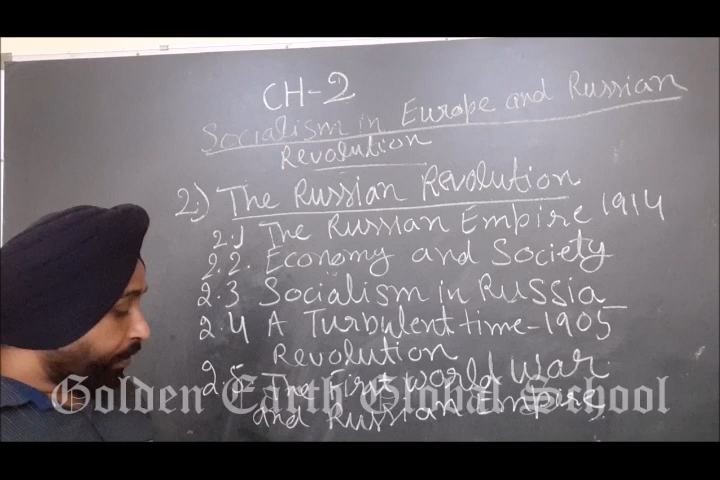 CH-2
Socialism in Europe and Russian
Revolution
2.) The Russian Revolution
2.1 The Russian Empire 1914
2.2. Economy and Society
2.3 Socialism in Russia
2.4 A Turbulent time-1905
Revolution
2.5 The First world war
and Russian Empire
Golden Earth Global School